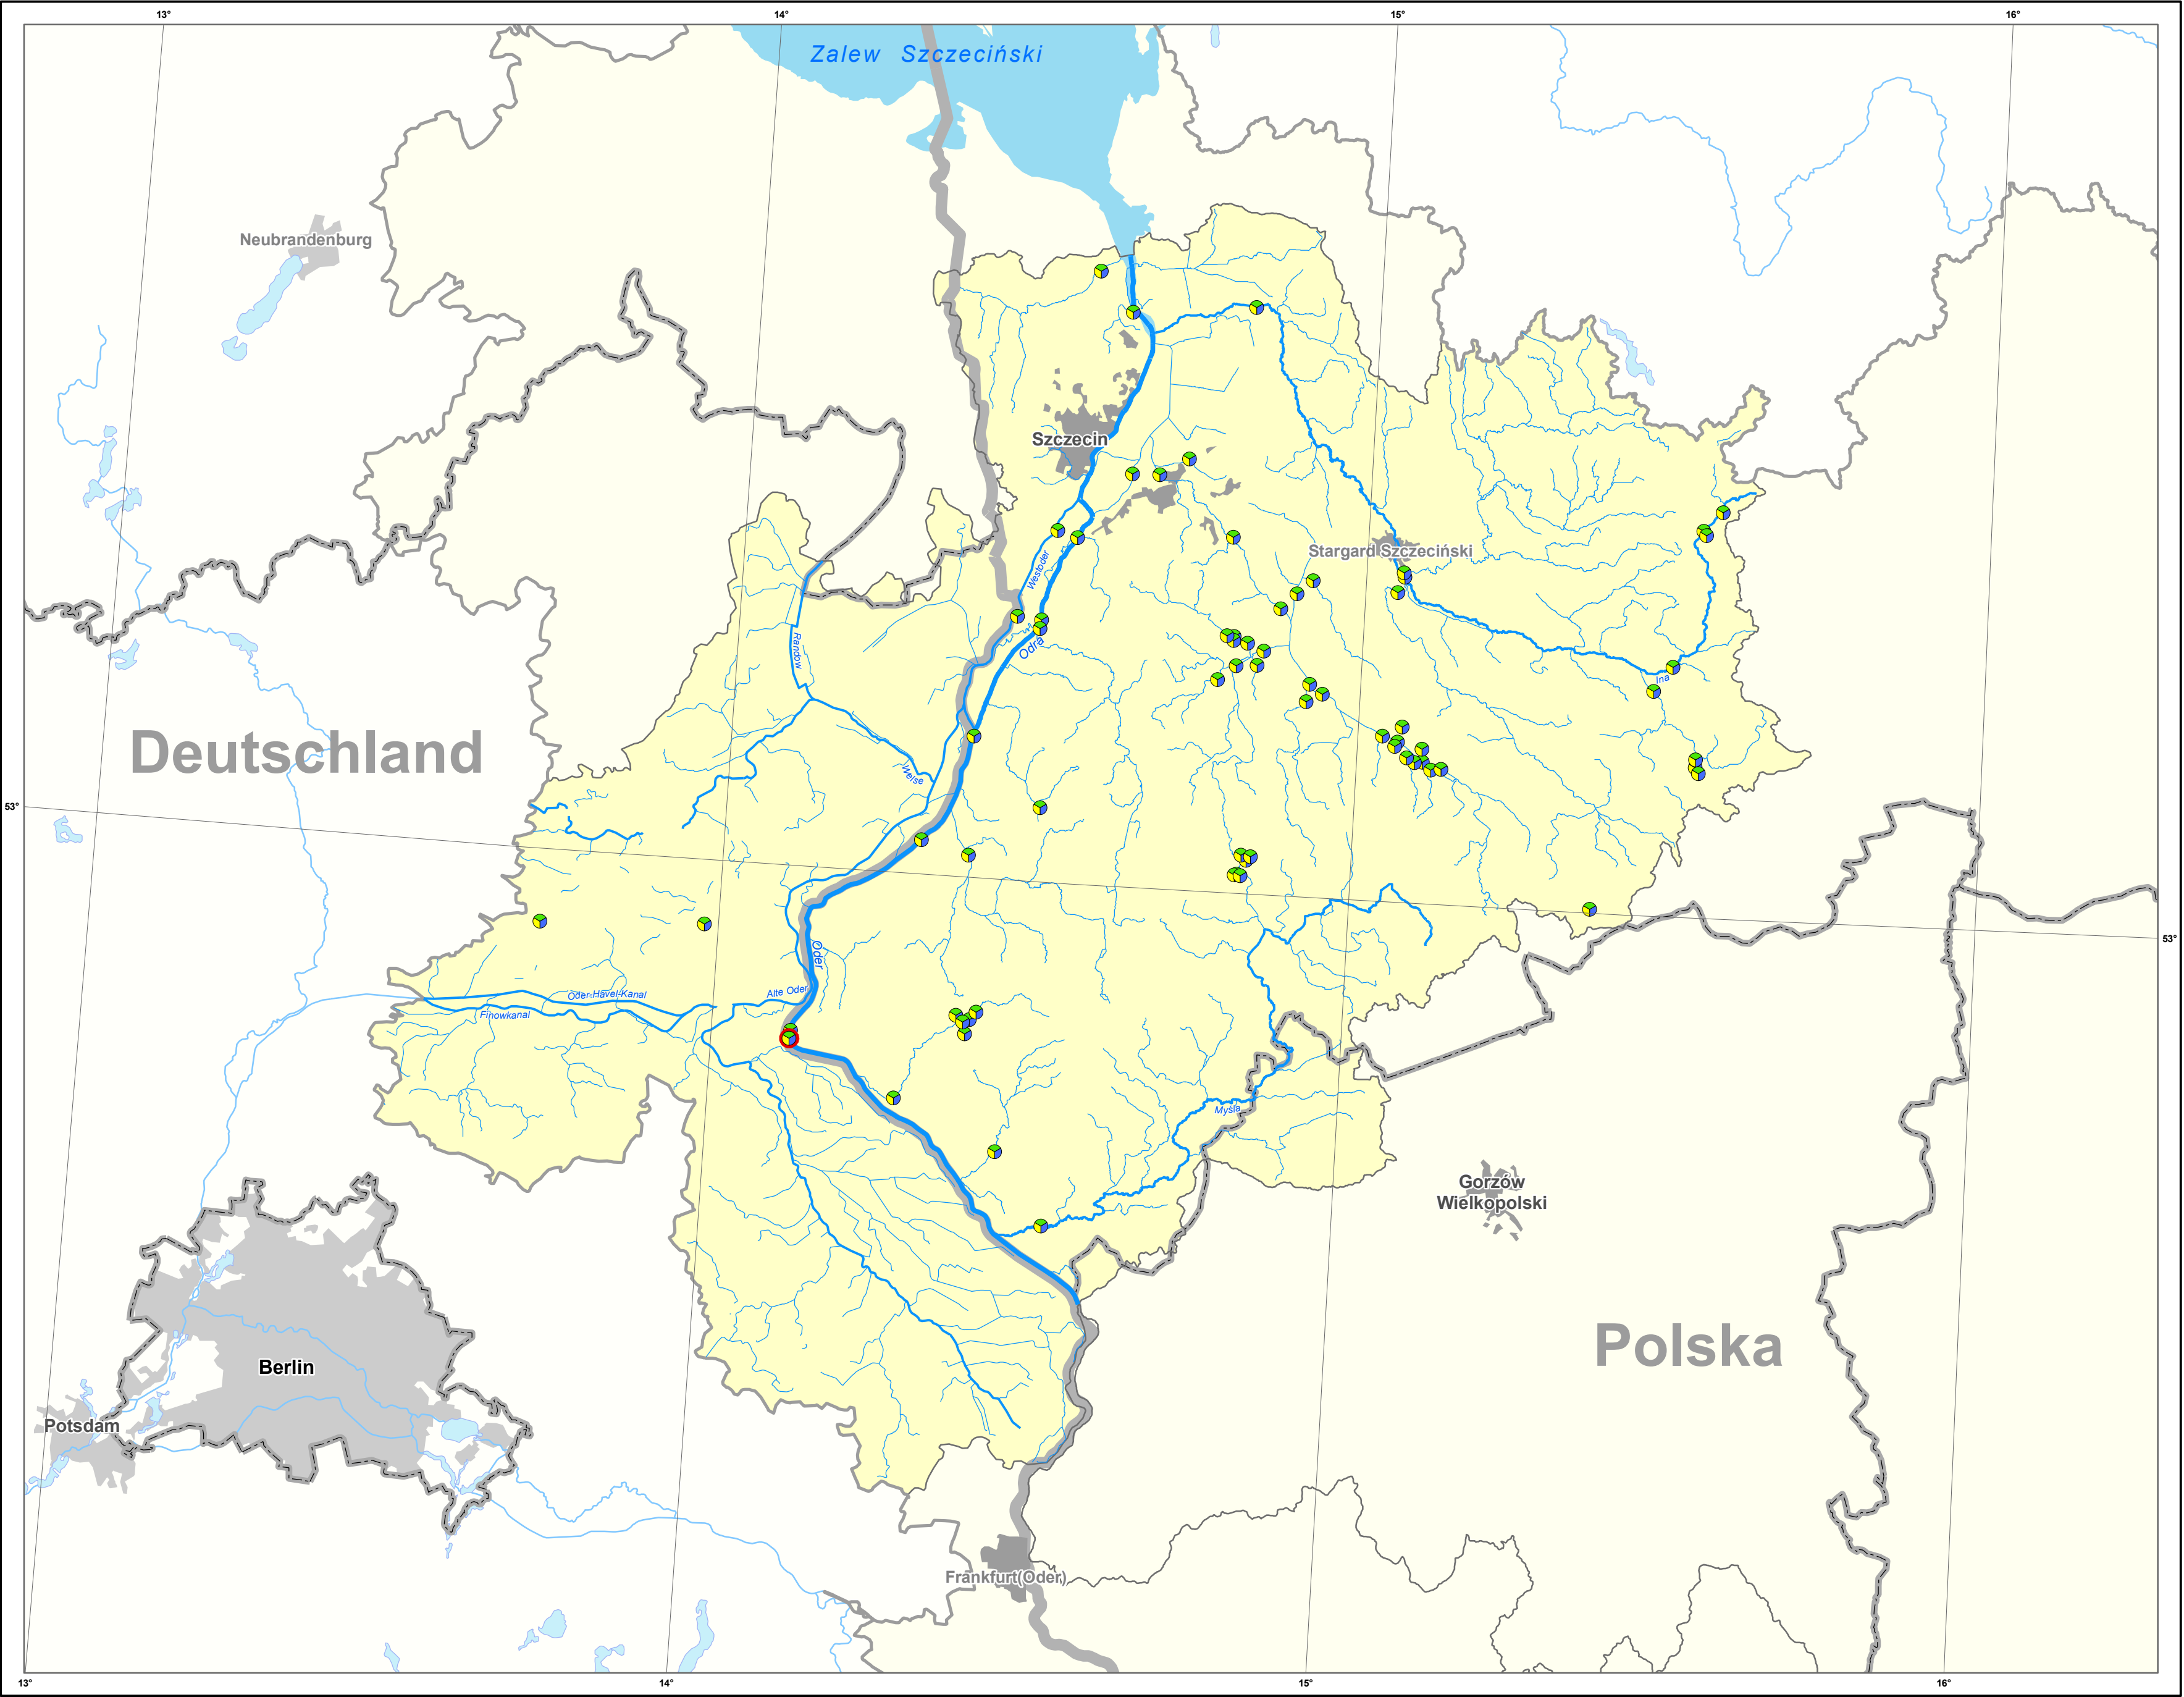 13°
14°
15°
16°
Zalew Szczeciński
Neubrandenburg
Szczecin
Stargard Szczeciński
Westoder
Odra
Randow
Ina
Deutschland
Welse
53°
53°
Oder
Alte Oder
Oder-Havel-Kanal
Finowkanal
Myśla
Gorzów
Wielkopolski
Polska
Berlin
Potsdam
Frankfurt(Oder)
13°
14°
15°
16°